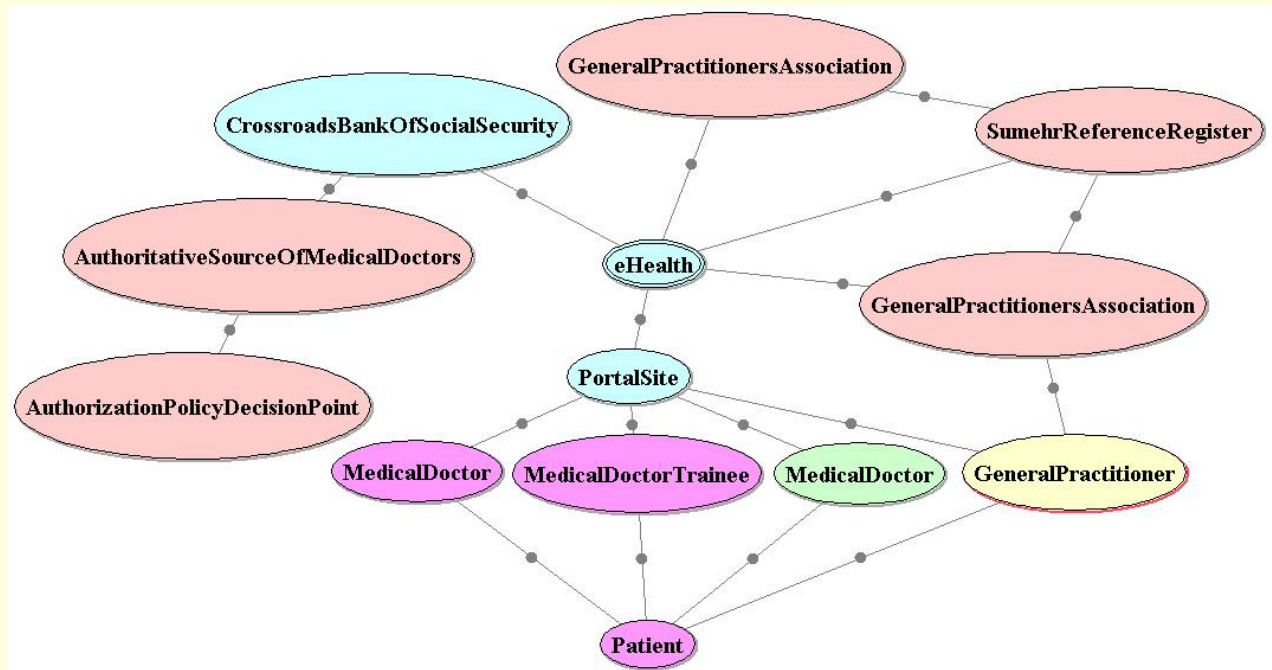 GeneralPractitionersAssociation
CrossroadsBankOfSocialSecurity
SumehrReferenceRegister
AuthoritativeSourceOfMedicalDoctors
eHealth
GeneralPractitionersAssociation
PortalSite
AuthorizationPolicyDecisionPoint
MedicalDoctor
MedicalDoctorTrainee
MedicalDoctor
GeneralPractitioner
Patient